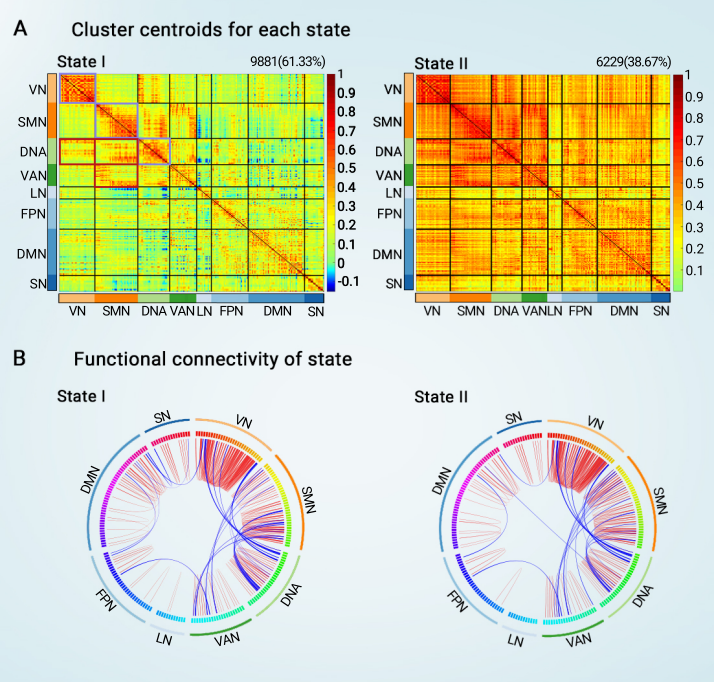 A Cluster centroids for each state
State I 9881(61.33%)
VN
SMN
DNA
VAN
LN
FPN
DMN
SN
1
0.9
0.8
0.7
0.6
0.5
0.4
0.3
0.2
0.1
0
-0.1
VN SMN DNA VAN LN FPN DMN SN
State II 6229(38.67%)
VN
SMN
DNA
VAN
LN
FPN
DMN
SN
1
0.9
0.8
0.7
0.6
0.5
0.4
0.3
0.2
0.1
VN SMN DNA VAN LN FPN DMN SN
B Functional connectivity of state
State I
SN
VN
DMN
SMN
FPN
DNA
LN
VAN
State II
SN
VN
DMN
SMN
FPN
DNA
LN
VAN